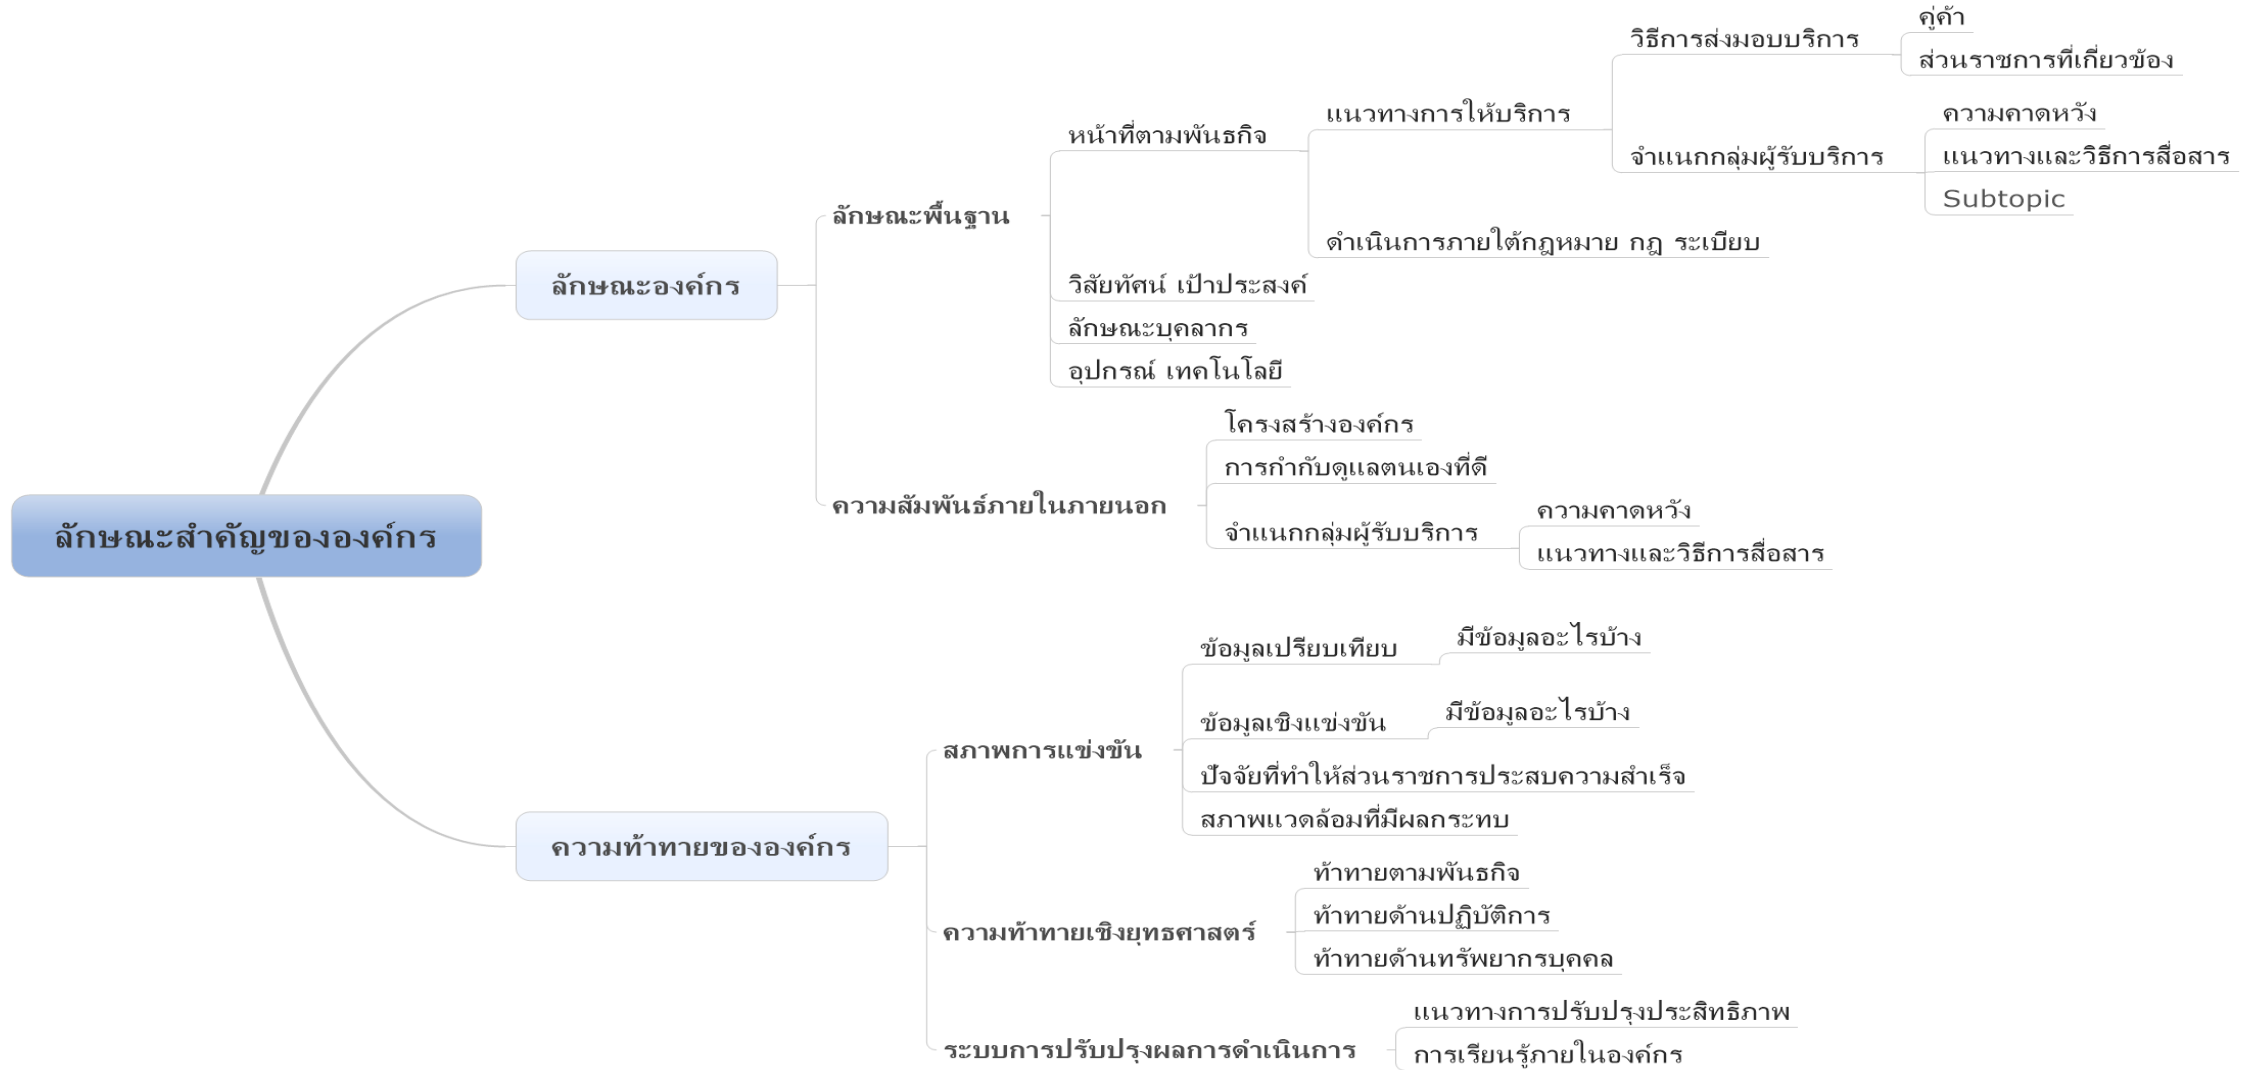 ลักษณะสำคัญขององค์กร
ลักษณะองค์กร
ลักษณะพื้นฐาน
หน้าที่ตามพันธกิจ
แนวทางการให้บริการ
วิธีการส่งมอบบริการ
คู่ค้า
ส่วนราชการที่เกี่ยวข้อง
จำแนกกลุ่มผู้รับบริการ
ความคาดหวัง
แนวทางและวิธีการสื่อสาร
Subtopic
ดำเนินการภายใต้กฎหมาย กฎ ระเบียบ
วิสัยทัศน์ เป้าประสงค์
ลักษณะบุคลากร
อุปกรณ์ เทคโนโลยี
ความสัมพันธ์ภายในภายนอก
โครงสร้างองค์กร
การกำกับดูแลตนเองที่ดี
จำแนกกลุ่มผู้รับบริการ
ความคาดหวัง
แนวทางและวิธีการสื่อสาร
ความท้าทายขององค์กร
สภาพการแข่งขัน
ข้อมูลเปรียบเทียบ
มีข้อมูลอะไรบ้าง
ข้อมูลเชิงแข่งขัน
มีข้อมูลอะไรบ้าง
ปัจจัยที่ทำให้ส่วนราชการประสบความสำเร็จ
สภาพแวดล้อมที่มีผลกระทบ
ความท้าทายเชิงยุทธศาสตร์
ท้าทายตามพันธกิจ
ท้าทายด้านปฏิบัติการ
ท้าทายด้านทรัพยากรบุคคล
ระบบการปรับปรุงผลการดำเนินการ
แนวทางการปรับปรุงประสิทธิภาพ
การเรียนรู้ภายในองค์กร